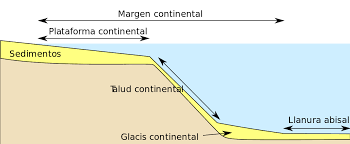 Margen continental
Plataforma continental
Sedimentos
Talud continental
Llanura abisal
Glacis continental